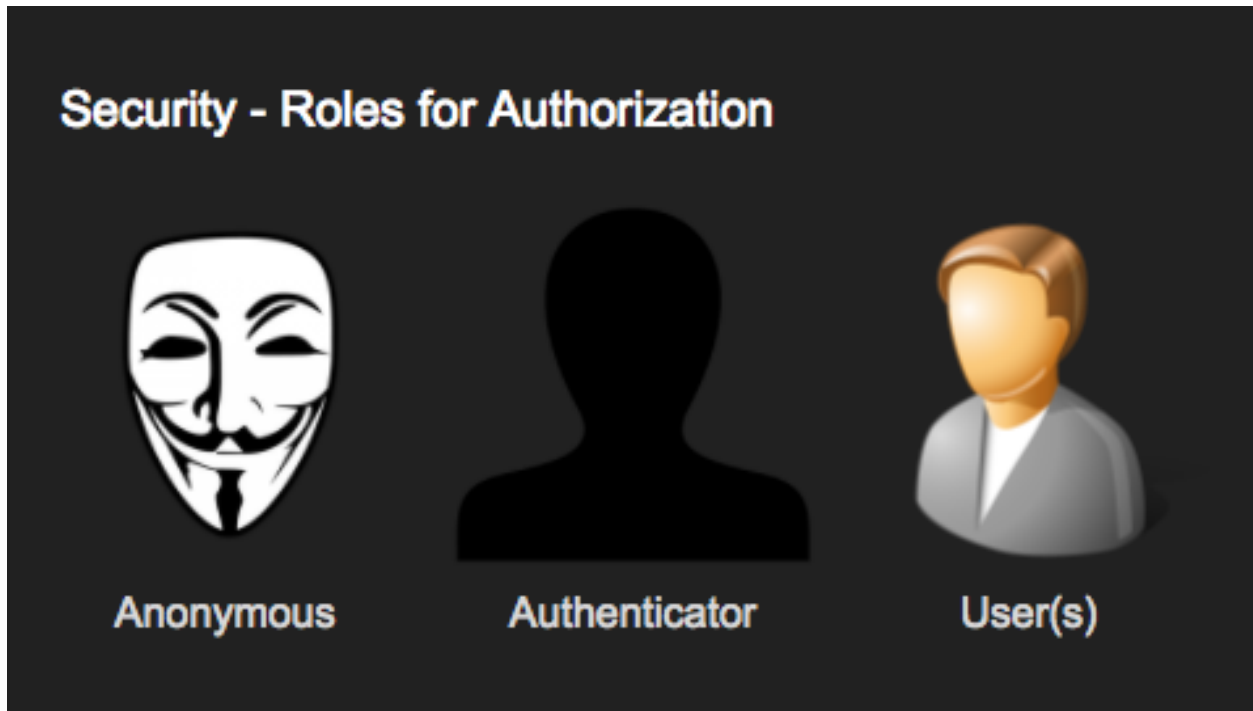 Security - Roles for Authorization
Anonymous
Authenticator
User(s)